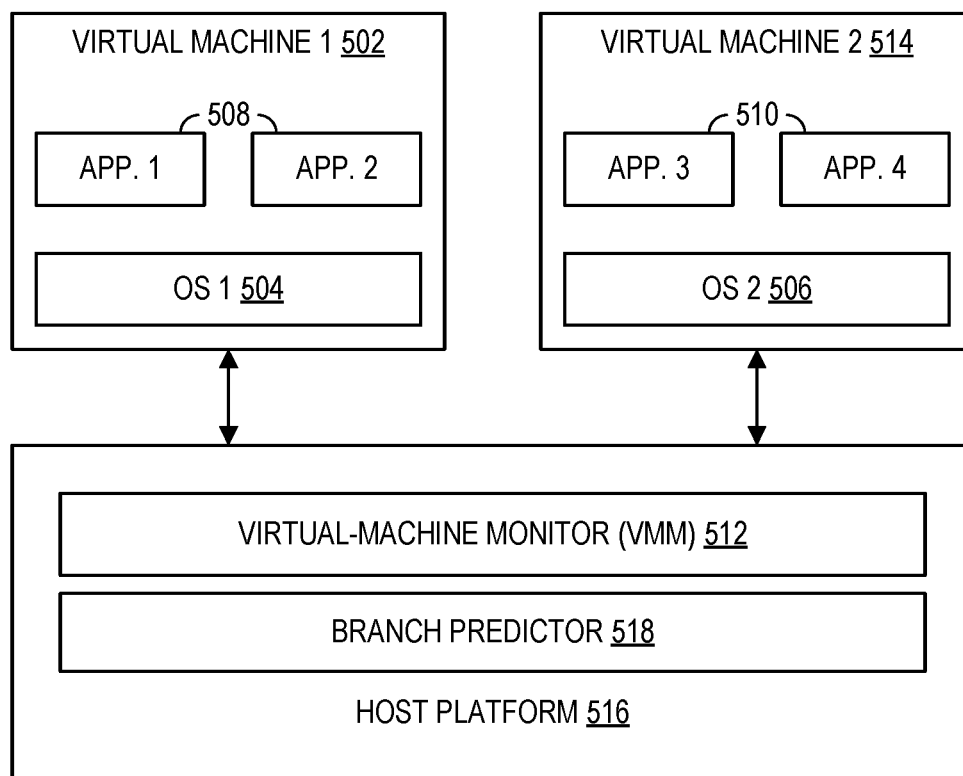 VIRTUAL MACHINE 1 502
508
APP. 1
APP. 2
OS 1 504
VIRTUAL MACHINE 2 514
510
APP. 3
APP. 4
OS 2 506
VIRTUAL-MACHINE MONITOR (VMM) 512
BRANCH PREDICTOR 518
HOST PLATFORM 516